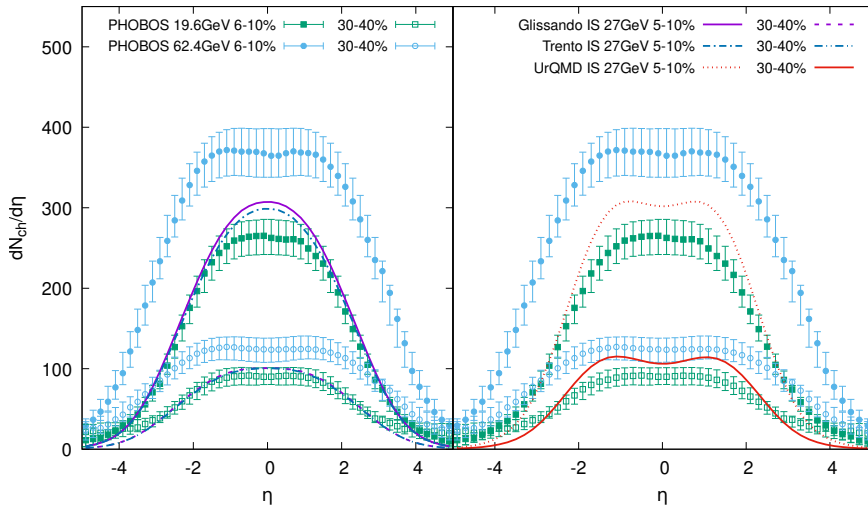 PHOBOS 19.6GeV 6-10% 30-40%
PHOBOS 62.4GeV 6-10% 30-40%
Glissando IS 27GeV 5-10% 30-40%
Trento IS 27GeV 5-10% 30-40%
UrQMD IS 27GeV 5-10% 30-40%
dNch/dη
500
400
300
200
100
0
-4 -2 0 2 4
-4 -2 0 2 4
η
η